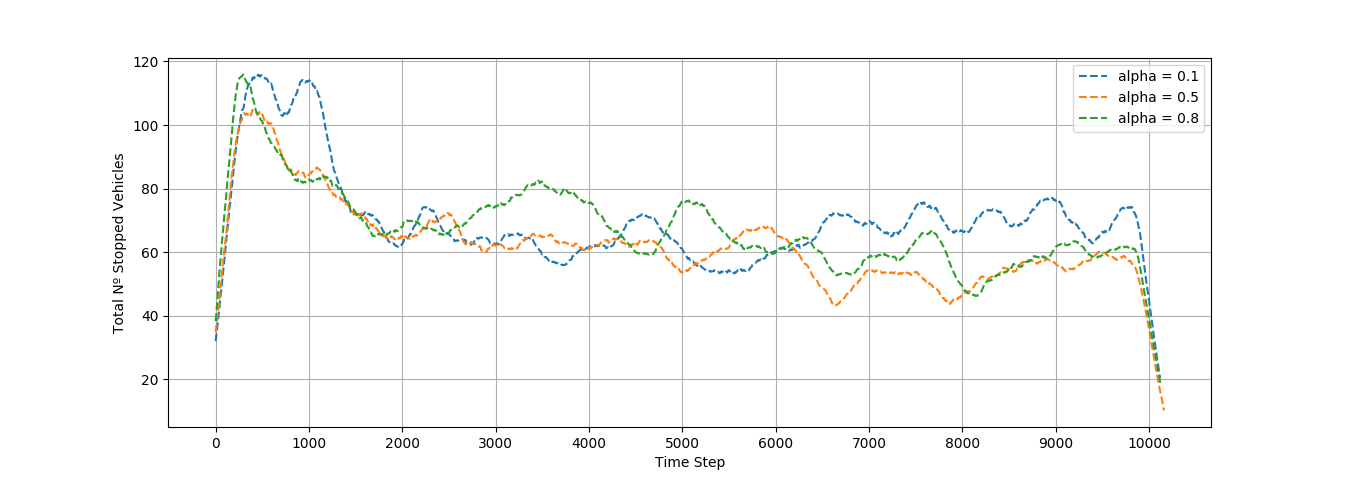 120
100
80
60
40
20
Total Nº Stopped Vehicles
alpha = 0.1
alpha = 0.5
alpha = 0.8
0 1000 2000 3000 4000 5000 6000 7000 8000 9000 10000
Time Step